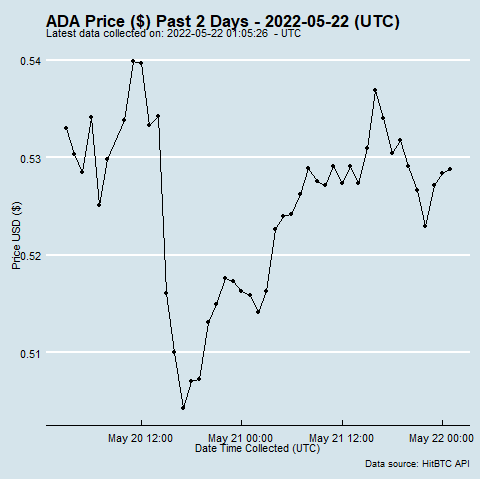 ADA Price ($) Past 2 Days - 2022-05-22 (UTC)
Latest data collected on: 2022-05-22 01:05:26 - UTC
0.54
0.53
0.52
0.51
Price USD ($)
May 20 12:00
May 21 00:00
May 21 12:00
May 22 00:00
Date Time Collected (UTC)
Data source: HitBTC API